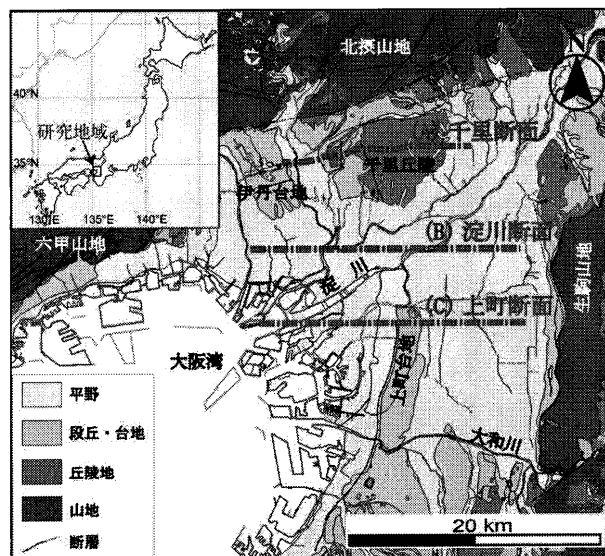 北摂山地
N
40°N
研究地域
35°N
130°E
135°E
140°E
千里断面
千里丘陵
伊丹台地
六甲山地
(B) 淀川断面
淀川
生駒山地
(C) 上町断面
大阪湾
上町台地
大和川
平野
段丘・台地
丘陵地
山地
断層
20 km